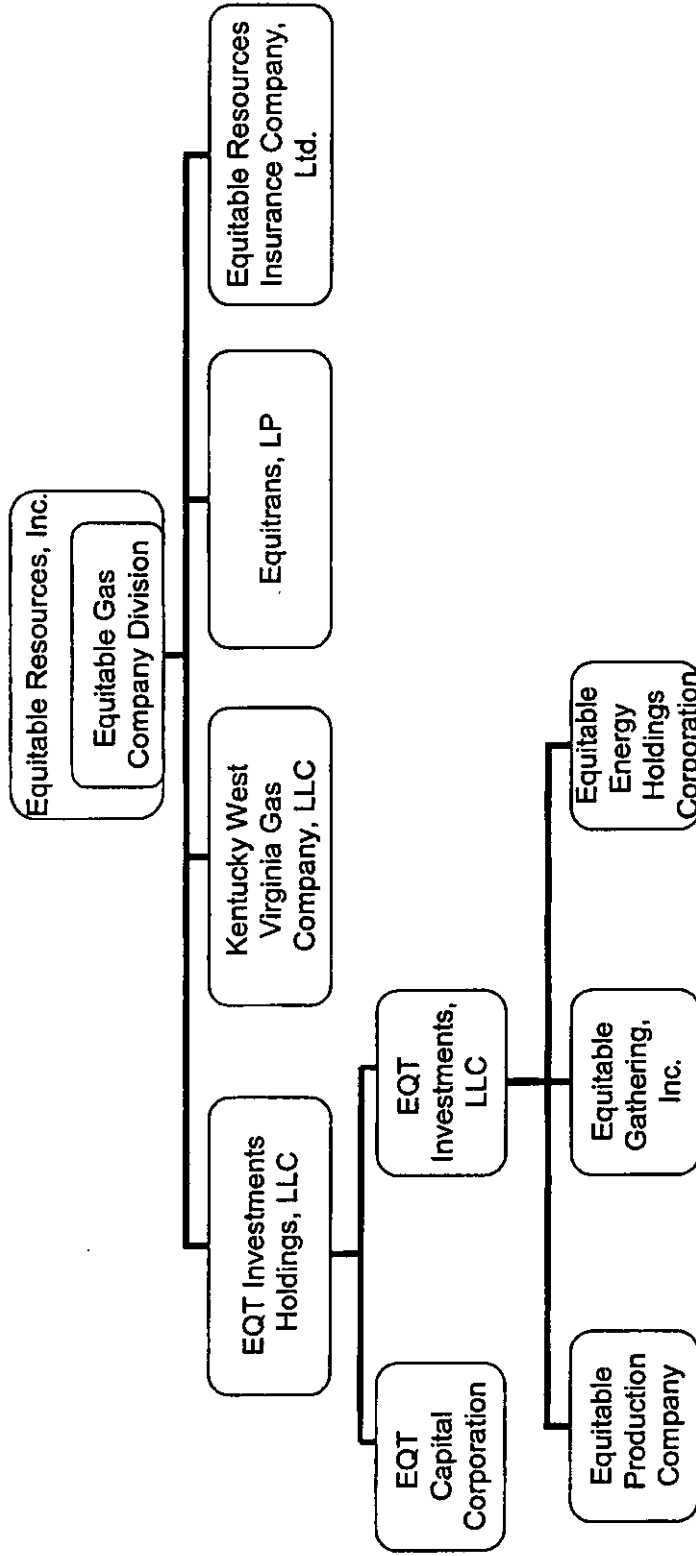 Equitable Resources, Inc.
Equitable Gas
Company Division
EQT Investments
Holdings, LLC
Kentucky West
Virginia Gas
Company, LLC
Equitrans, LP
Equitable Resources
Insurance Company,
Ltd.
EQT
Capital
Corporation
EQT
Investments,
LLC
Equitable
Production
Company
Equitable
Gathering,
Inc.
Equitable
Energy
Holdings
Corporation